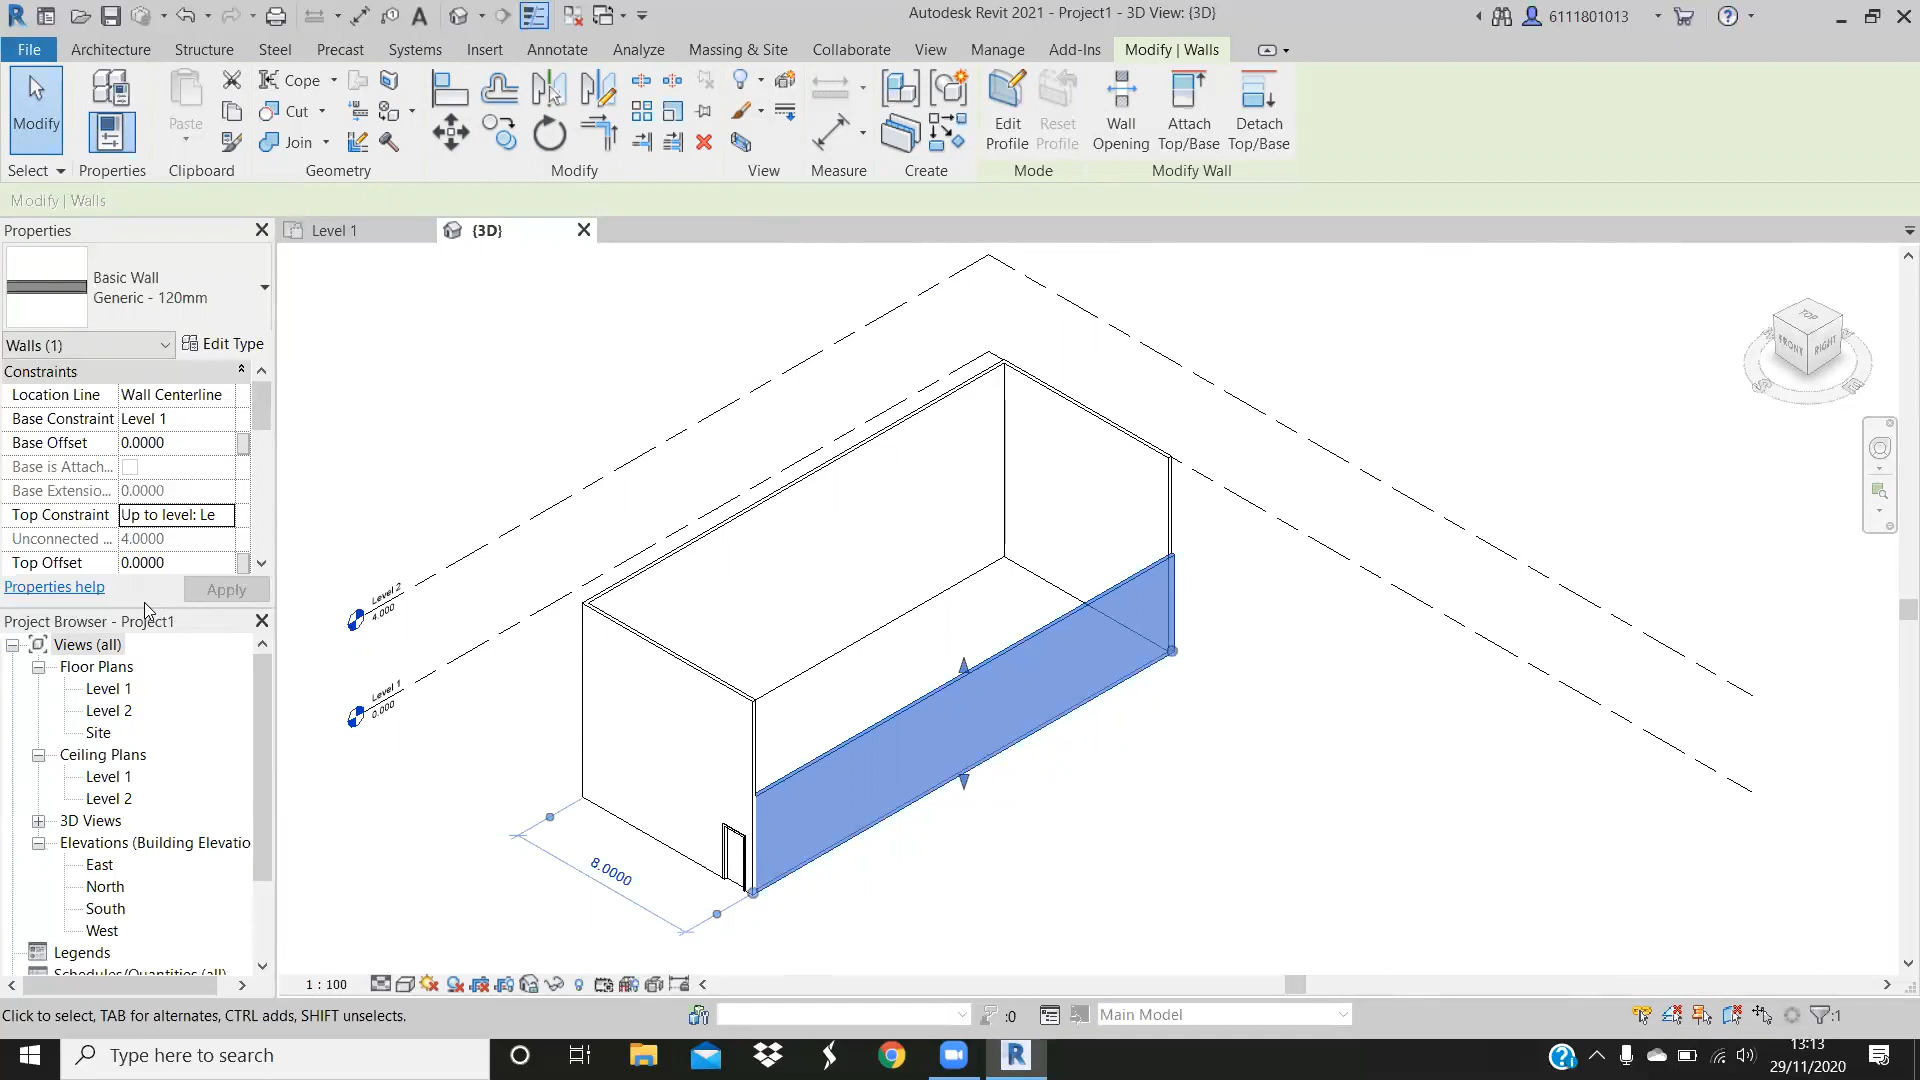 Autodesk Revit 2021 - Project1 - 3D View: {3D}
6111801013
File
Architecture
Structure
Steel
Precast
Systems
Insert
Annotate
Analyze
Massing & Site
Collaborate
View
Manage
Add-Ins
Modify | Walls
Modify
Select
Properties
Paste
Clipboard
Cope
Cut
Join
Geometry
Modify
View
Measure
Create
Edit
Profile
Reset
Profile
Mode
Wall
Opening
Attach
Top/Base
Detach
Top/Base
Modify Wall
Modify | Walls
Properties
Level 1
{3D}
Basic Wall
Generic - 120mm
Walls (1)
Edit Type
Constraints
Location Line Wall Centerline
Base Constraint Level 1
Base Offset 0.0000
Base is Attach...
Base Extensio... 0.0000
Top Constraint Up to level: Le
Unconnected ... 4.0000
Top Offset 0.0000
Properties help
Apply
Project Browser - Project1
Views (all)
Floor Plans
Level 1
Level 2
Site
Ceiling Plans
Level 1
Level 2
3D Views
Elevations (Building Elevatio
East
North
South
West
Legends
Schedules/Quantities (all)
Level 2
4.000
Level 1
0.000
8.0000
TOP
FRONT
RIGHT
S
E
1 : 100
Click to select, TAB for alternates, CTRL adds, SHIFT unselects.
:0
Main Model
:1
Type here to search
13:13
29/11/2020